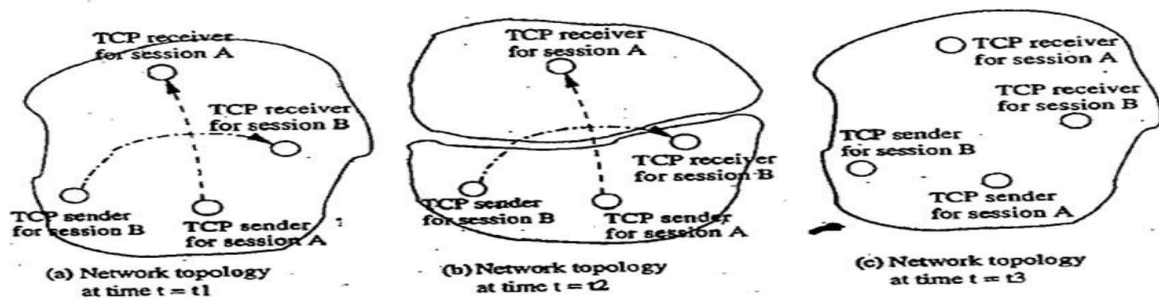 TCP receiver
for session A
TCP receiver
for session B
TCP sender
for session B
TCP sender
for session A
(a) Network topology
at time t = t1
TCP receiver
for session A
TCP receiver
for session B
TCP sender
for session B
TCP sender
for session A
(b) Network topology
at time t = t2
TCP receiver
for session A
TCP receiver
for session B
TCP sender
for session B
TCP sender
for session A
(c) Network topology
at time t = t3